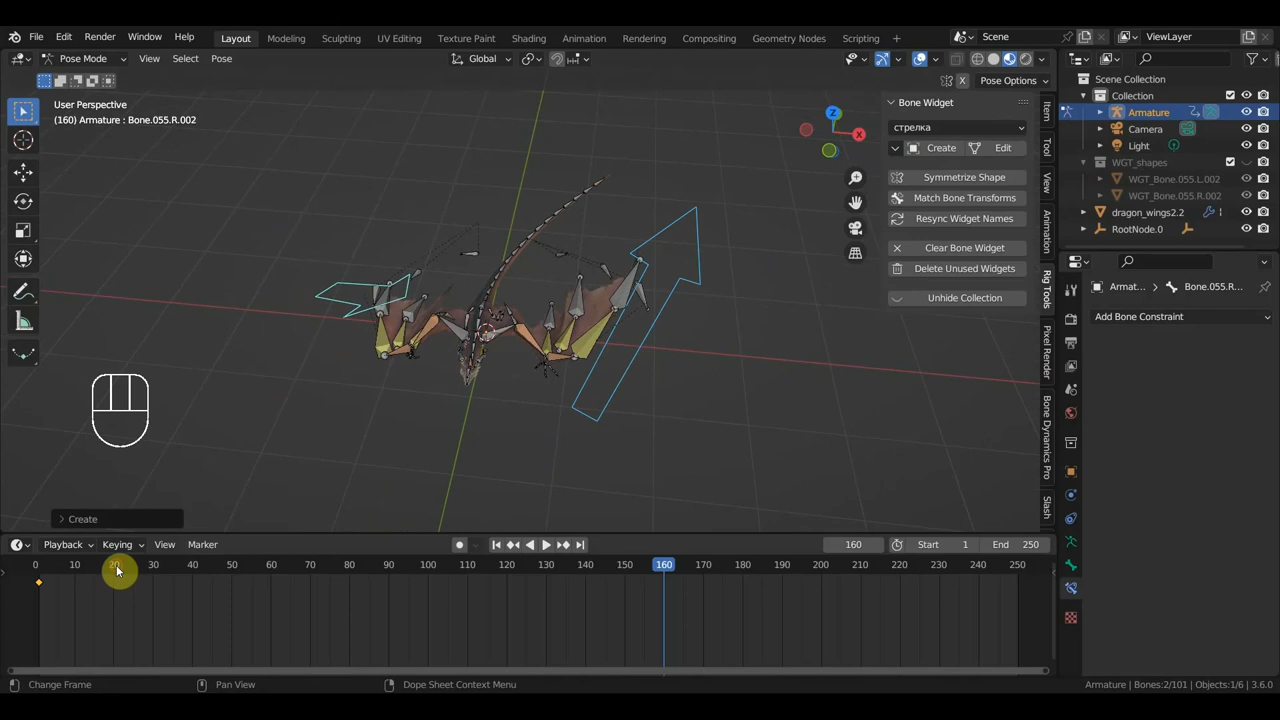 File Edit Render Window Help Layout Modeling Sculpting UV Editing Texture Paint Shading Animation Rendering Compositing Geometry Nodes Scripting + Scene ViewLayer
Pose Mode View Select Pose Global
Pose Options
X
User Perspective
(160) Armature : Bone.055.R.002
Z
X
Bone Widget
стрелка
Create Edit
Symmetrize Shape
Match Bone Transforms
Resync Widget Names
Clear Bone Widget
Delete Unused Widgets
Unhide Collection
Item
Tool
View
Animation
Rig Tools
Pixel Render
Bone Dynamics Pro
Slash
Scene Collection
Collection
Armature
Camera
Light
WGT_shapes
WGT_Bone.055.L.002
WGT_Bone.055.R.002
dragon_wings2.2
RootNode.0
Armat... Bone.055.R....
Add Bone Constraint
Create
Playback Keying View Marker 160 Start 1 End 250
0 10 20 30 40 50 60 70 80 90 100 110 120 130 140 150 160 170 180 190 200 210 220 230 240 250
Change Frame Pan View Dope Sheet Context Menu Armature | Bones:2/101 | Objects:1/6 | 3.6.0